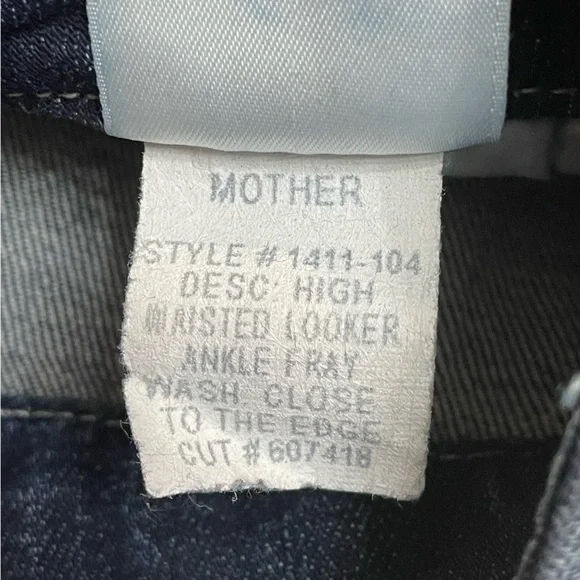 MOTHER
STYLE # 1411-104
DESC: HIGH
WAISTED LOOKER
ANKLE FRAY
WASH: CLOSE
TO THE EDGE
CUT # 607418